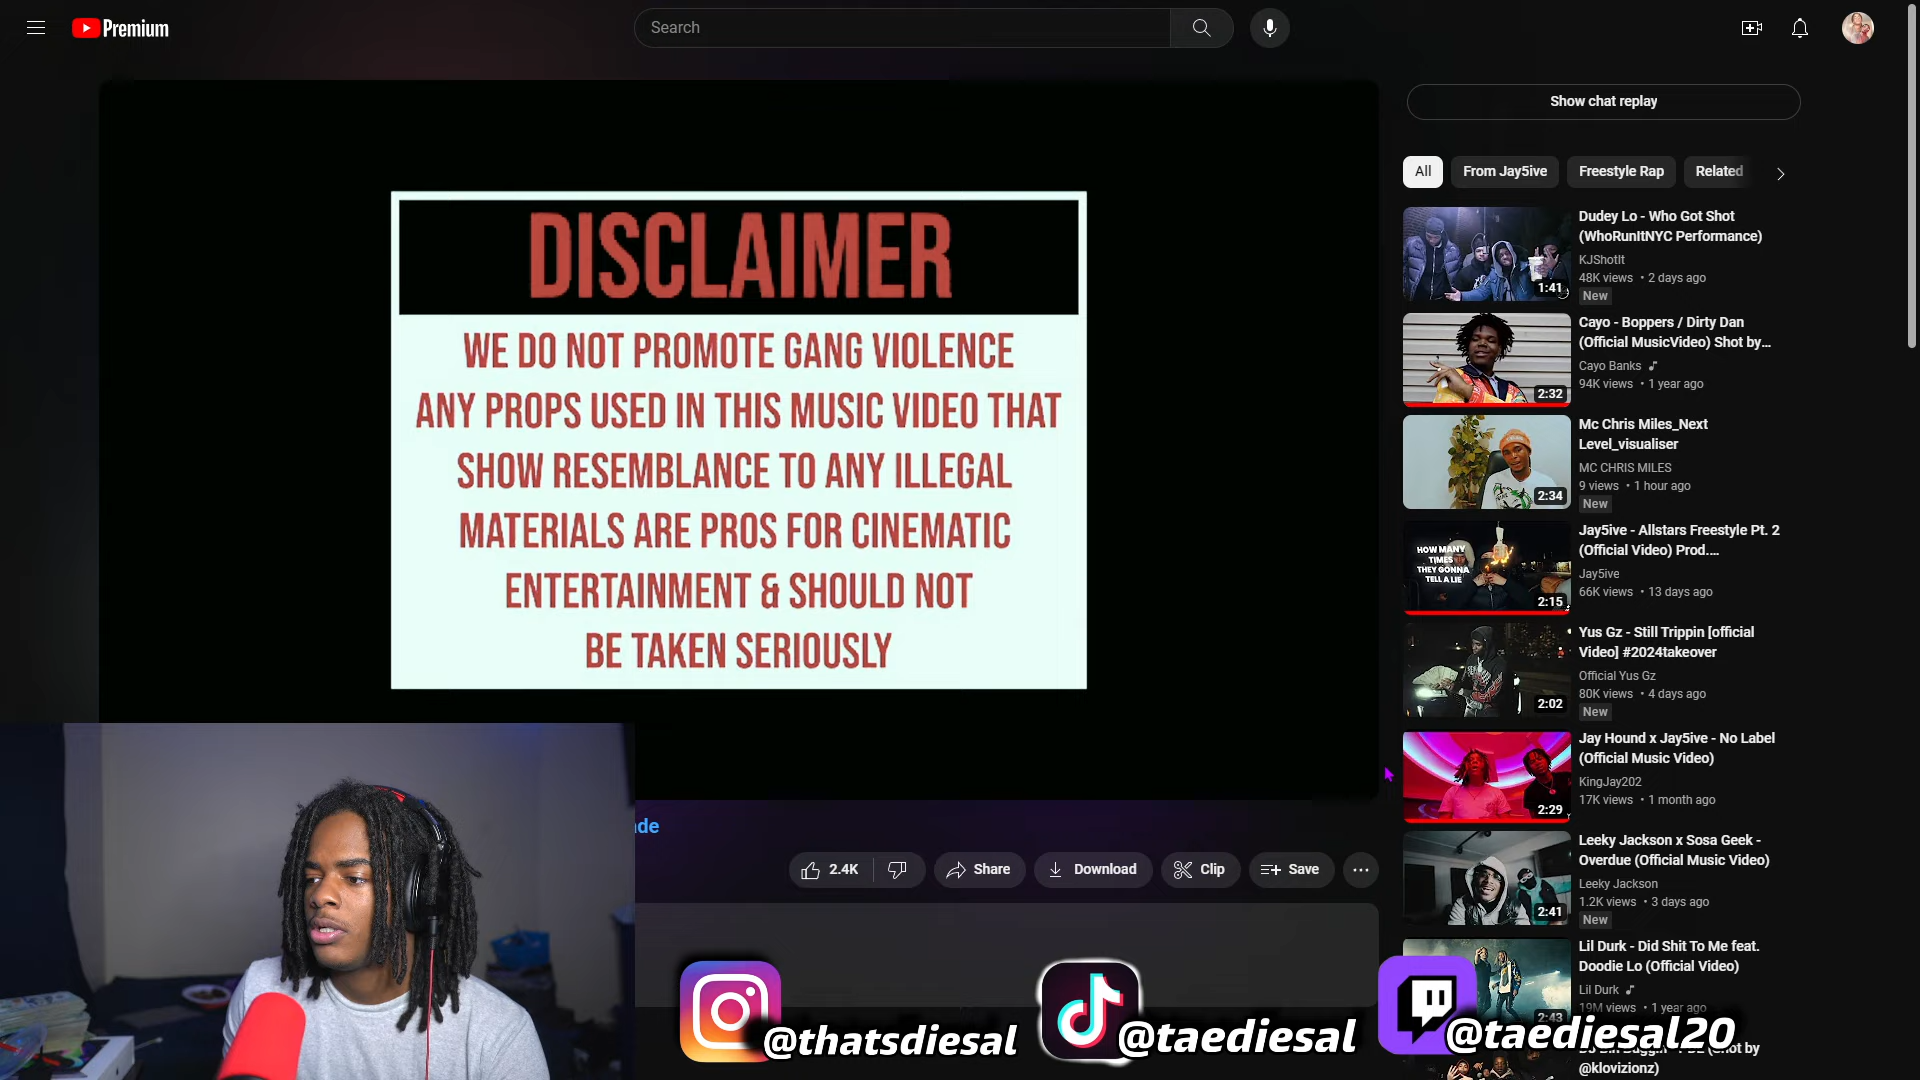 Premium
Search
Show chat replay
All
From Jay5ive
Freestyle Rap
Related
DISCLAIMER
WE DO NOT PROMOTE GANG VIOLENCE
ANY PROPS USED IN THIS MUSIC VIDEO THAT
SHOW RESEMBLANCE TO ANY ILLEGAL
MATERIALS ARE PROS FOR CINEMATIC
ENTERTAINMENT & SHOULD NOT
BE TAKEN SERIOUSLY
Dudey Lo - Who Got Shot
(WhoRunItNYC Performance)
KJShotIt
48K views • 2 days ago
New
1:41
Cayo - Boppers / Dirty Dan
(Official MusicVideo) Shot by...
Cayo Banks
94K views • 1 year ago
2:32
Mc Chris Miles_Next
Level_visualiser
MC CHRIS MILES
9 views • 1 hour ago
New
2:34
Jay5ive - Allstars Freestyle Pt. 2
(Official Video) Prod....
Jay5ive
66K views • 13 days ago
HOW MANY
TIMES
THEY GONNA
TELL A LIE
2:15
Yus Gz - Still Trippin [official
Video] #2024takeover
Official Yus Gz
80K views • 4 days ago
New
2:02
Jay Hound x Jay5ive - No Label
(Official Music Video)
KingJay202
17K views • 1 month ago
2:29
Leeky Jackson x Sosa Geek -
Overdue (Official Music Video)
Leeky Jackson
1.2K views • 3 days ago
New
2:41
Lil Durk - Did Shit To Me feat.
Doodie Lo (Official Video)
Lil Durk
19M views • 1 year ago
2:43
by
@klovizionz)
2.4K
Share
Download
Clip
Save
@thatsdiesal
@taediesal
@taediesal20